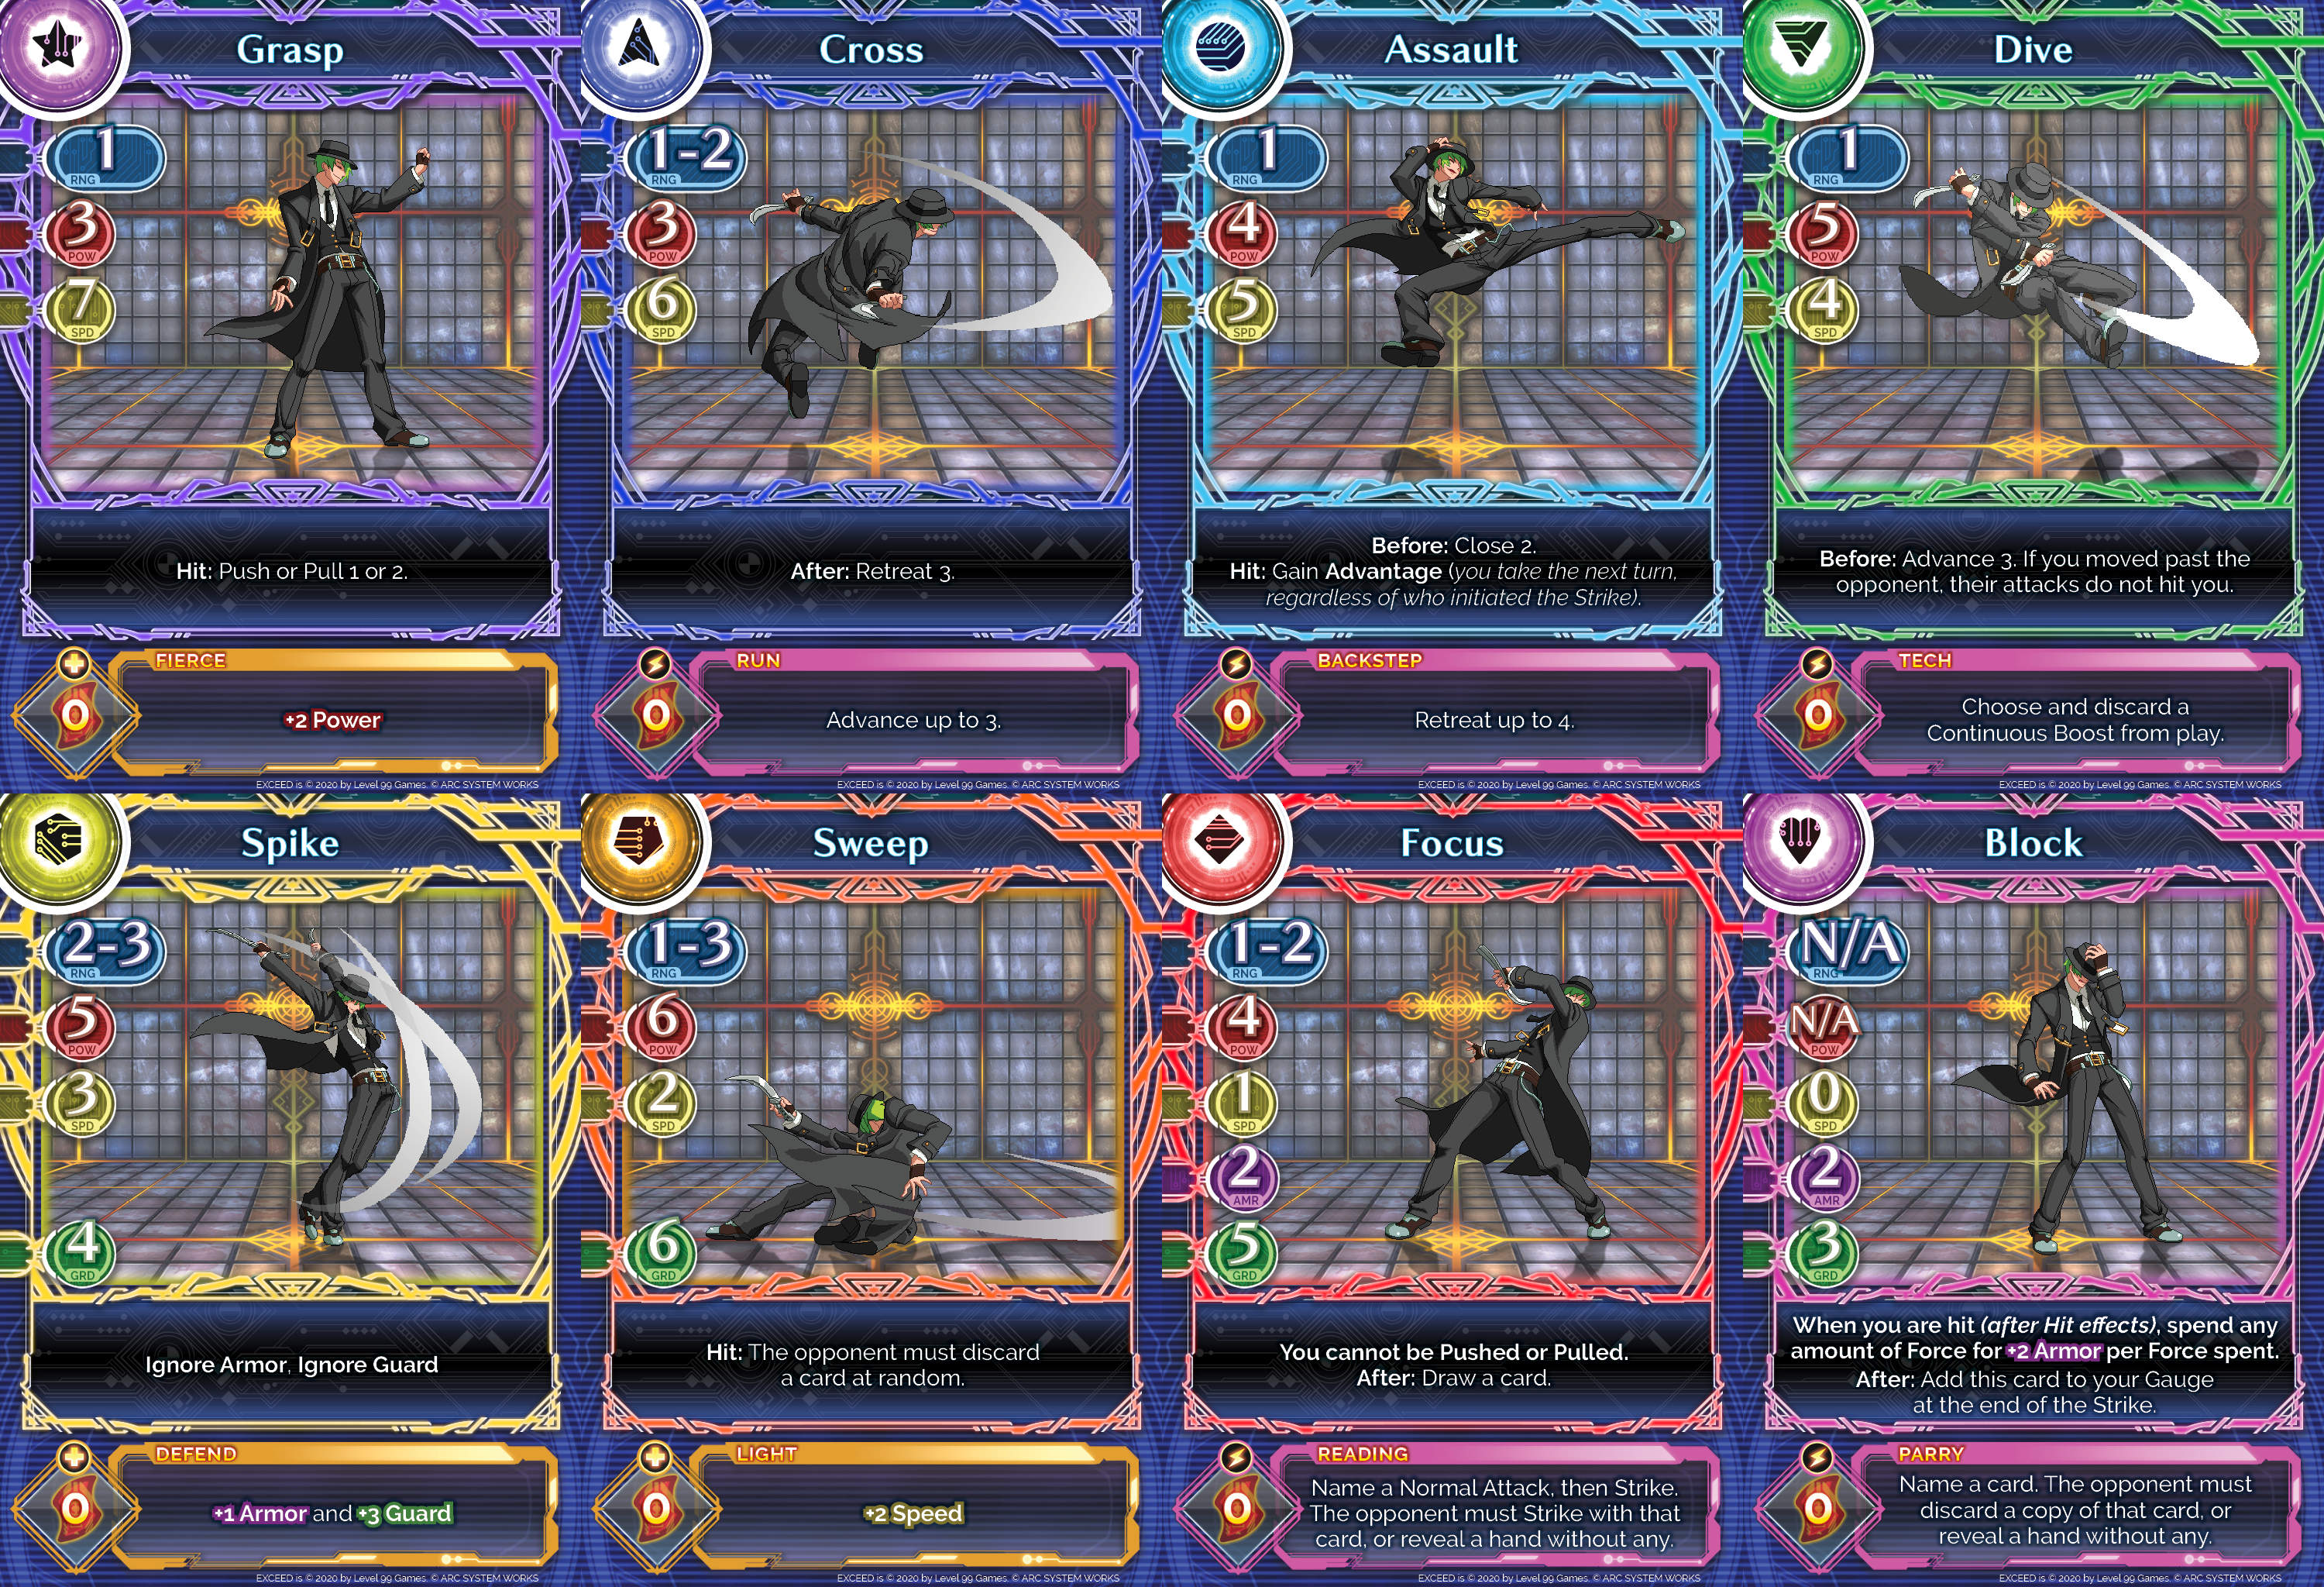 Grasp
1
RNG
3
POW
7
SPD
Hit: Push or Pull 1 or 2.
FIERCE
0
+2 Power
EXCEED is © 2020 by Level 99 Games. © ARC SYSTEM WORKS
Cross
1-2
RNG
3
POW
6
SPD
After: Retreat 3.
RUN
0
Advance up to 3.
EXCEED is © 2020 by Level 99 Games. © ARC SYSTEM WORKS
Assault
1
RNG
4
POW
5
SPD
Before: Close 2.
Hit: Gain Advantage (you take the next turn,
regardless of who initiated the Strike).
BACKSTEP
0
Retreat up to 4.
EXCEED is © 2020 by Level 99 Games. © ARC SYSTEM WORKS
Dive
1
RNG
5
POW
4
SPD
Before: Advance 3. If you moved past the
opponent, their attacks do not hit you.
TECH
0
Choose and discard a
Continuous Boost from play.
EXCEED is © 2020 by Level 99 Games. © ARC SYSTEM WORKS
Spike
2-3
RNG
5
POW
3
SPD
4
GRD
Ignore Armor, Ignore Guard
DEFEND
0
+1 Armor and +3 Guard
EXCEED is © 2020 by Level 99 Games. © ARC SYSTEM WORKS
Sweep
1-3
RNG
6
POW
2
SPD
6
GRD
Hit: The opponent must discard
a card at random.
LIGHT
0
+2 Speed
EXCEED is © 2020 by Level 99 Games. © ARC SYSTEM WORKS
Focus
1-2
RNG
4
POW
1
SPD
2
AMR
5
GRD
You cannot be Pushed or Pulled.
After: Draw a card.
READING
0
Name a Normal Attack, then Strike.
The opponent must Strike with that
card, or reveal a hand without any.
EXCEED is © 2020 by Level 99 Games. © ARC SYSTEM WORKS
Block
N/A
RNG
N/A
POW
0
SPD
2
AMR
3
GRD
When you are hit (after Hit effects), spend any
amount of Force for +2 Armor per Force spent.
After: Add this card to your Gauge
at the end of the Strike.
PARRY
0
Name a card. The opponent must
discard a copy of that card, or
reveal a hand without any.
EXCEED is © 2020 by Level 99 Games. © ARC SYSTEM WORKS